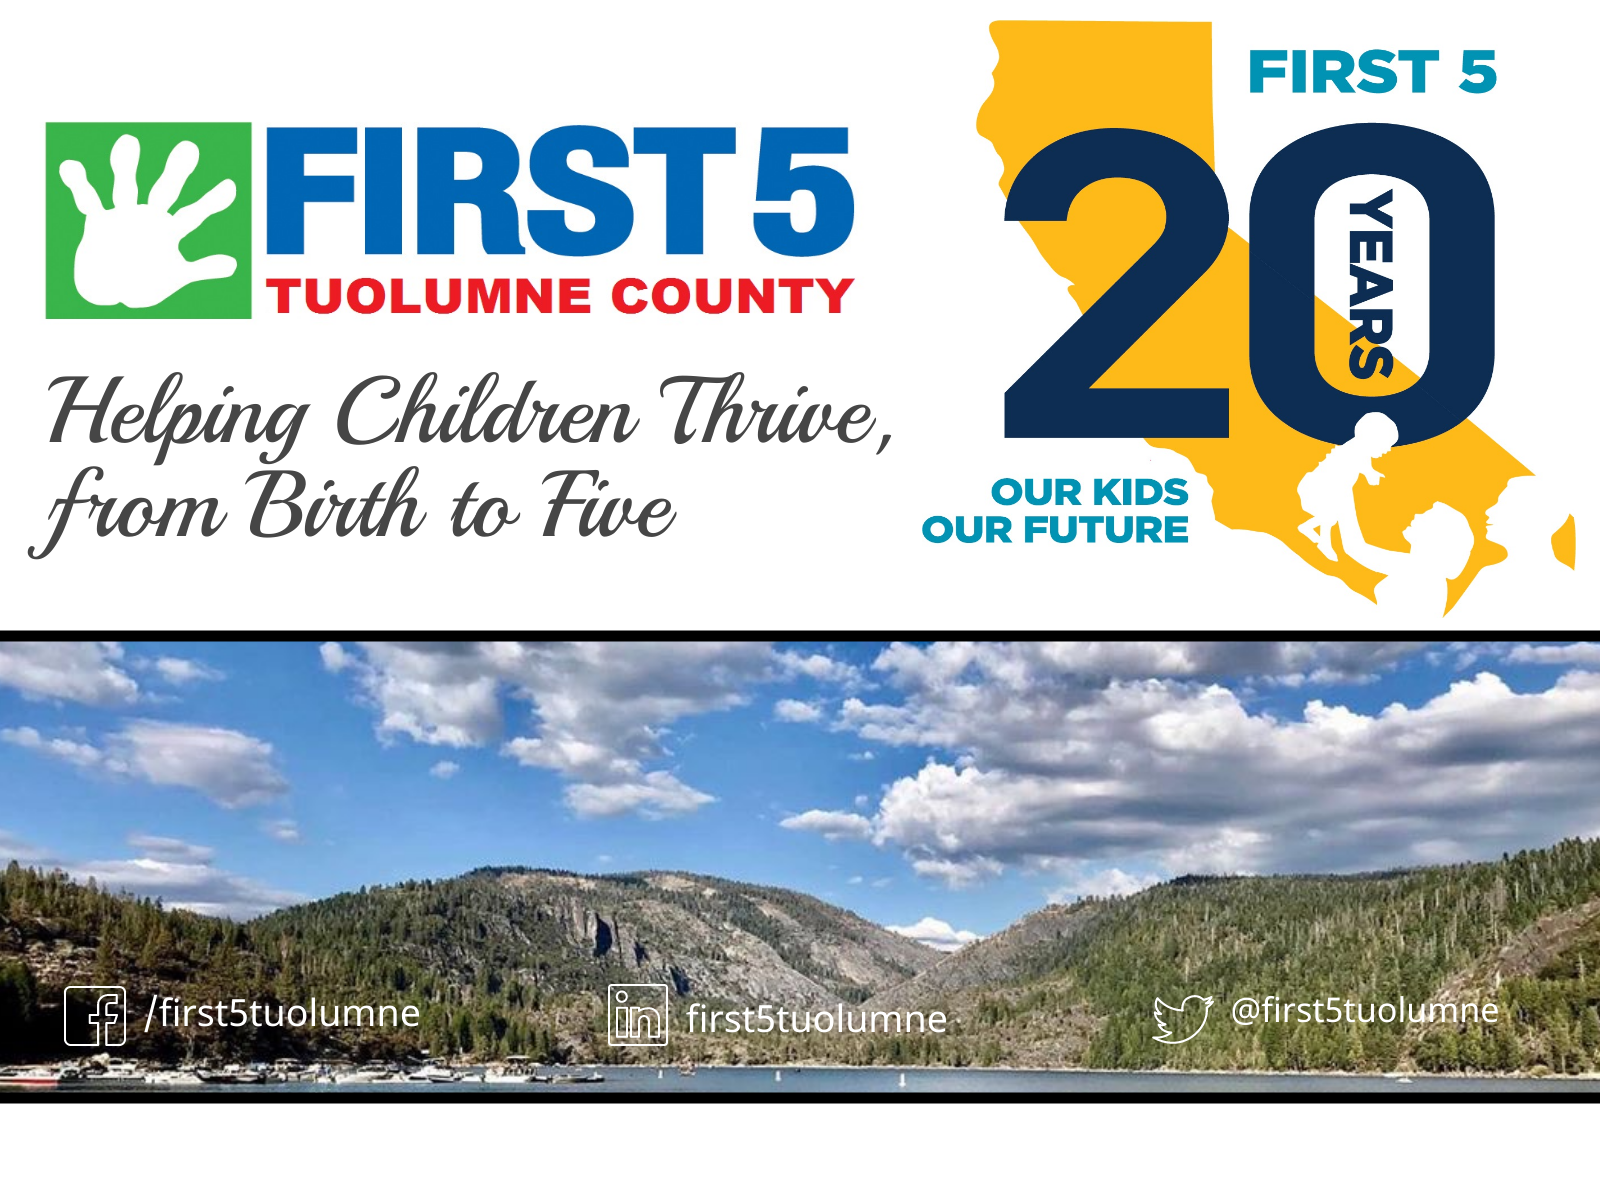 FIRST 5
TUOLUMNE COUNTY
Helping Children Thrive,
from Birth to Five
FIRST 5
20
YEARS
OUR KIDS
OUR FUTURE
/first5tuolumne
in first5tuolumne
@first5tuolumne